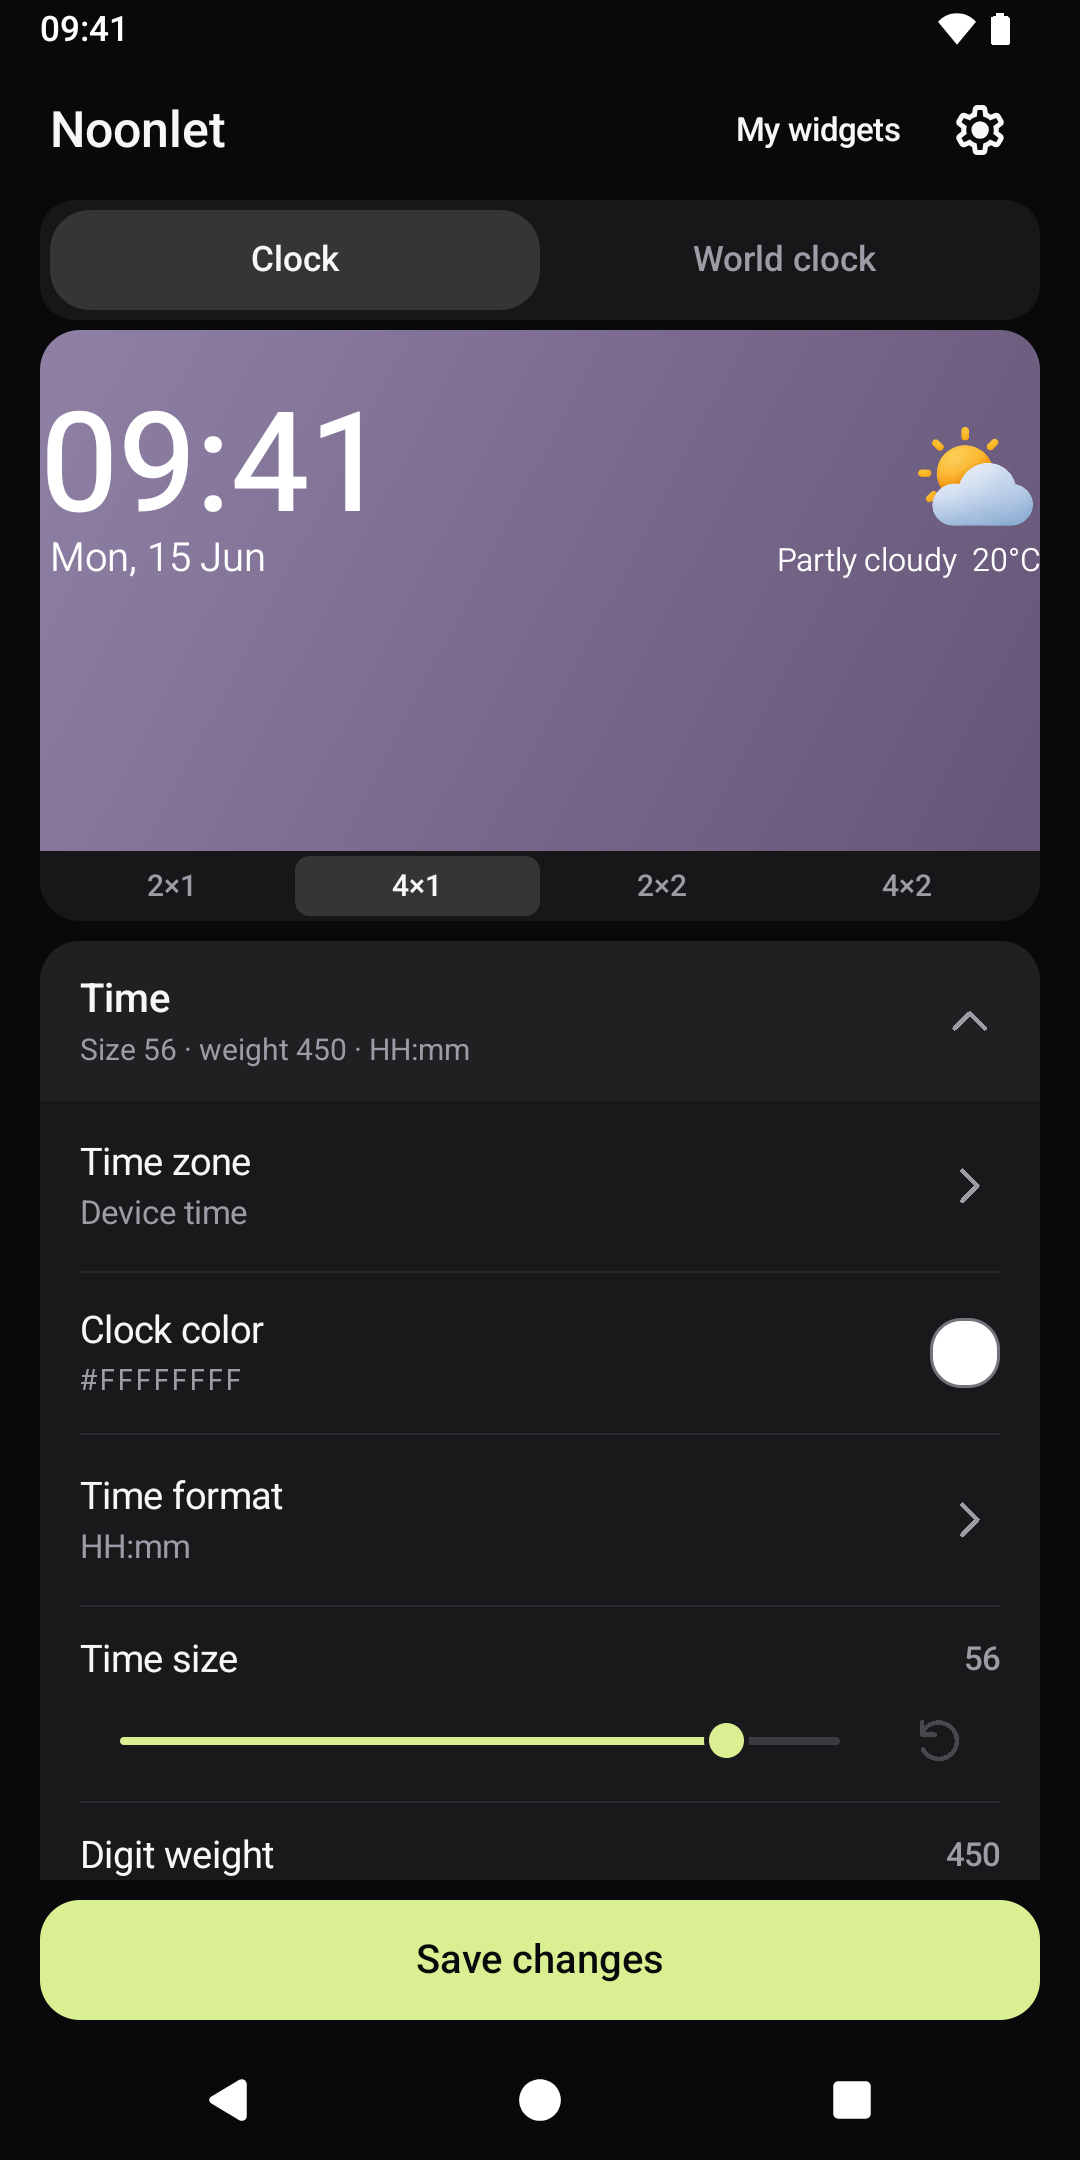 09:41
Noonlet
My widgets
Clock
World clock
09:41
Mon, 15 Jun
Partly cloudy 20°C
2×1
4×1
2×2
4×2
Time
Size 56 · weight 450 · HH:mm
Time zone
Device time
Clock color
#FFFFFFFF
Time format
HH:mm
Time size
56
Digit weight
450
Save changes